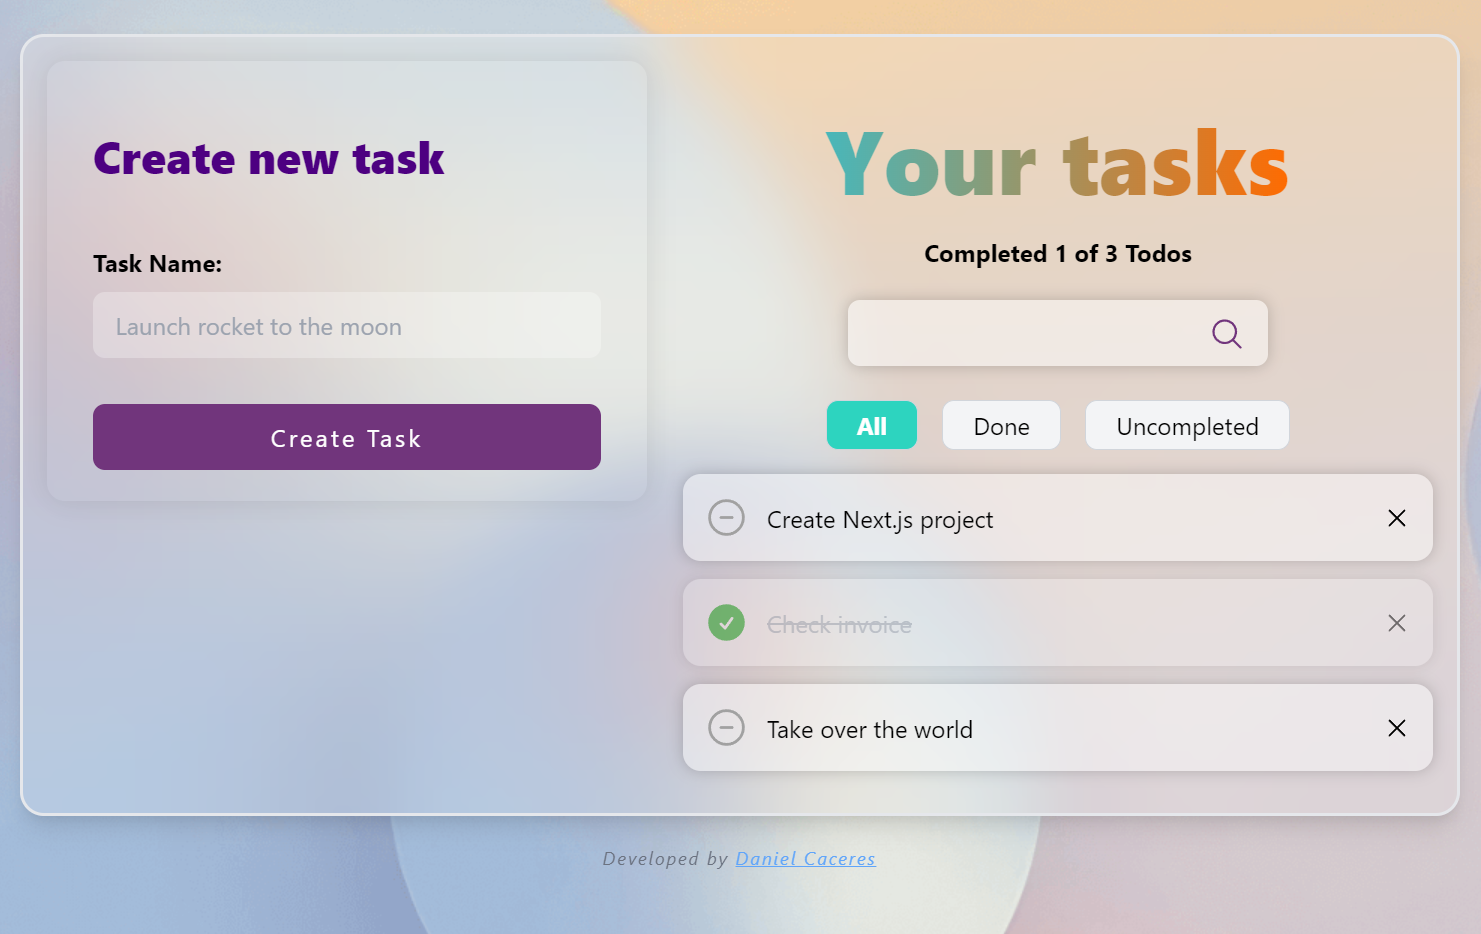 Create new task
Task Name:
Launch rocket to the moon
Create Task
Your tasks
Completed 1 of 3 Todos
All
Done
Uncompleted
Create Next.js project
Check invoice
Take over the world
Developed by Daniel Caceres